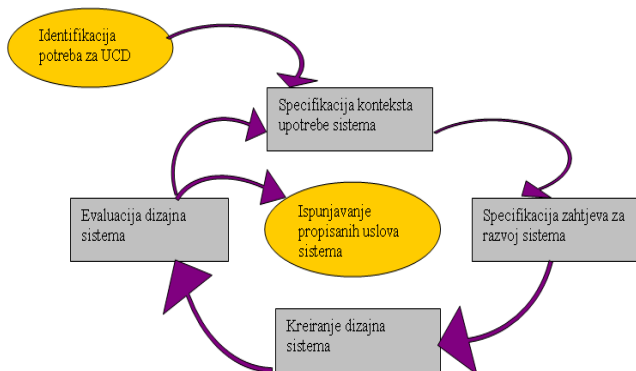 Identifikacija
potreba za UCD
Specifikacija konteksta
upotrebe sistema
Evaluacija dizajna
sistema
Ispunjavanje
propisanih uslova
sistema
Specifikacija zahtjeva za
razvoj sistema
Kreiranje dizajna
sistema